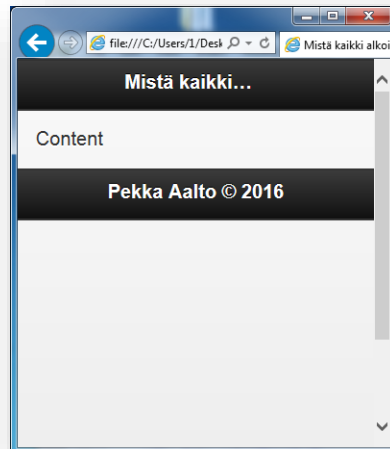 file:///C:/Users/1/Desk
Mistä kaikki alkoi
Mistä kaikki…
Content
Pekka Aalto © 2016